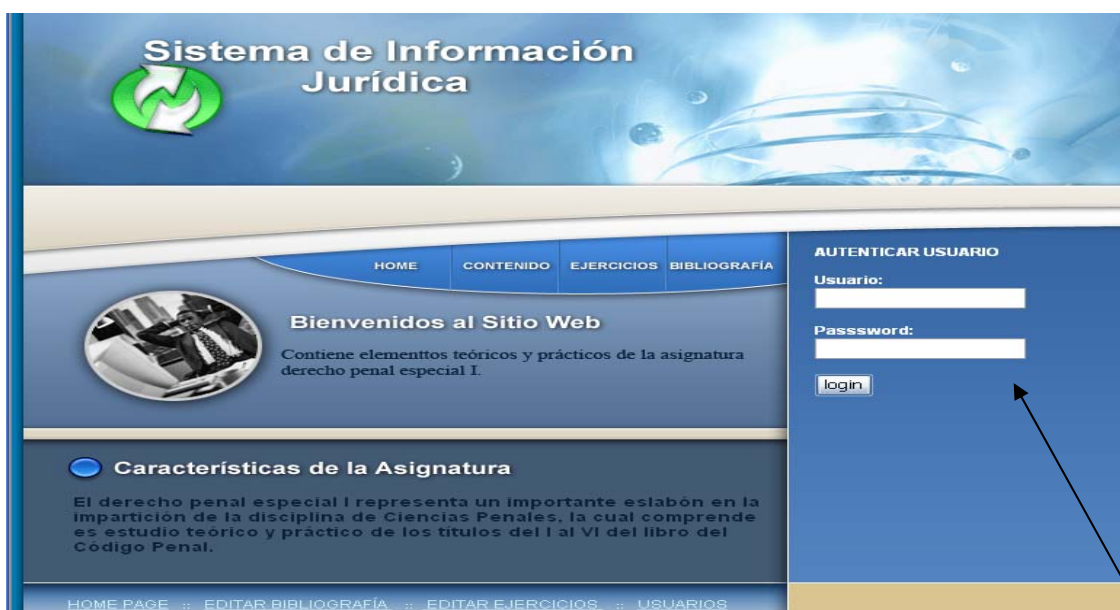 Sistema de Información
Jurídica
HOME CONTENIDO EJERCICIOS BIBLIOGRAFÍA
Bienvenidos al Sitio Web
Contiene elementtos teóricos y prácticos de la asignatura
derecho penal especial I.
AUTENTICAR USUARIO
Usuario:
Passsword:
login
Características de la Asignatura
El derecho penal especial I representa un importante eslabón en la
impartición de la disciplina de Ciencias Penales, la cual comprende
es estudio teórico y práctico de los títulos del I al VI del libro del
Código Penal.
HOME PAGE :: EDITAR BIBLIOGRAFÍA :: EDITAR EJERCICIOS :: USUARIOS